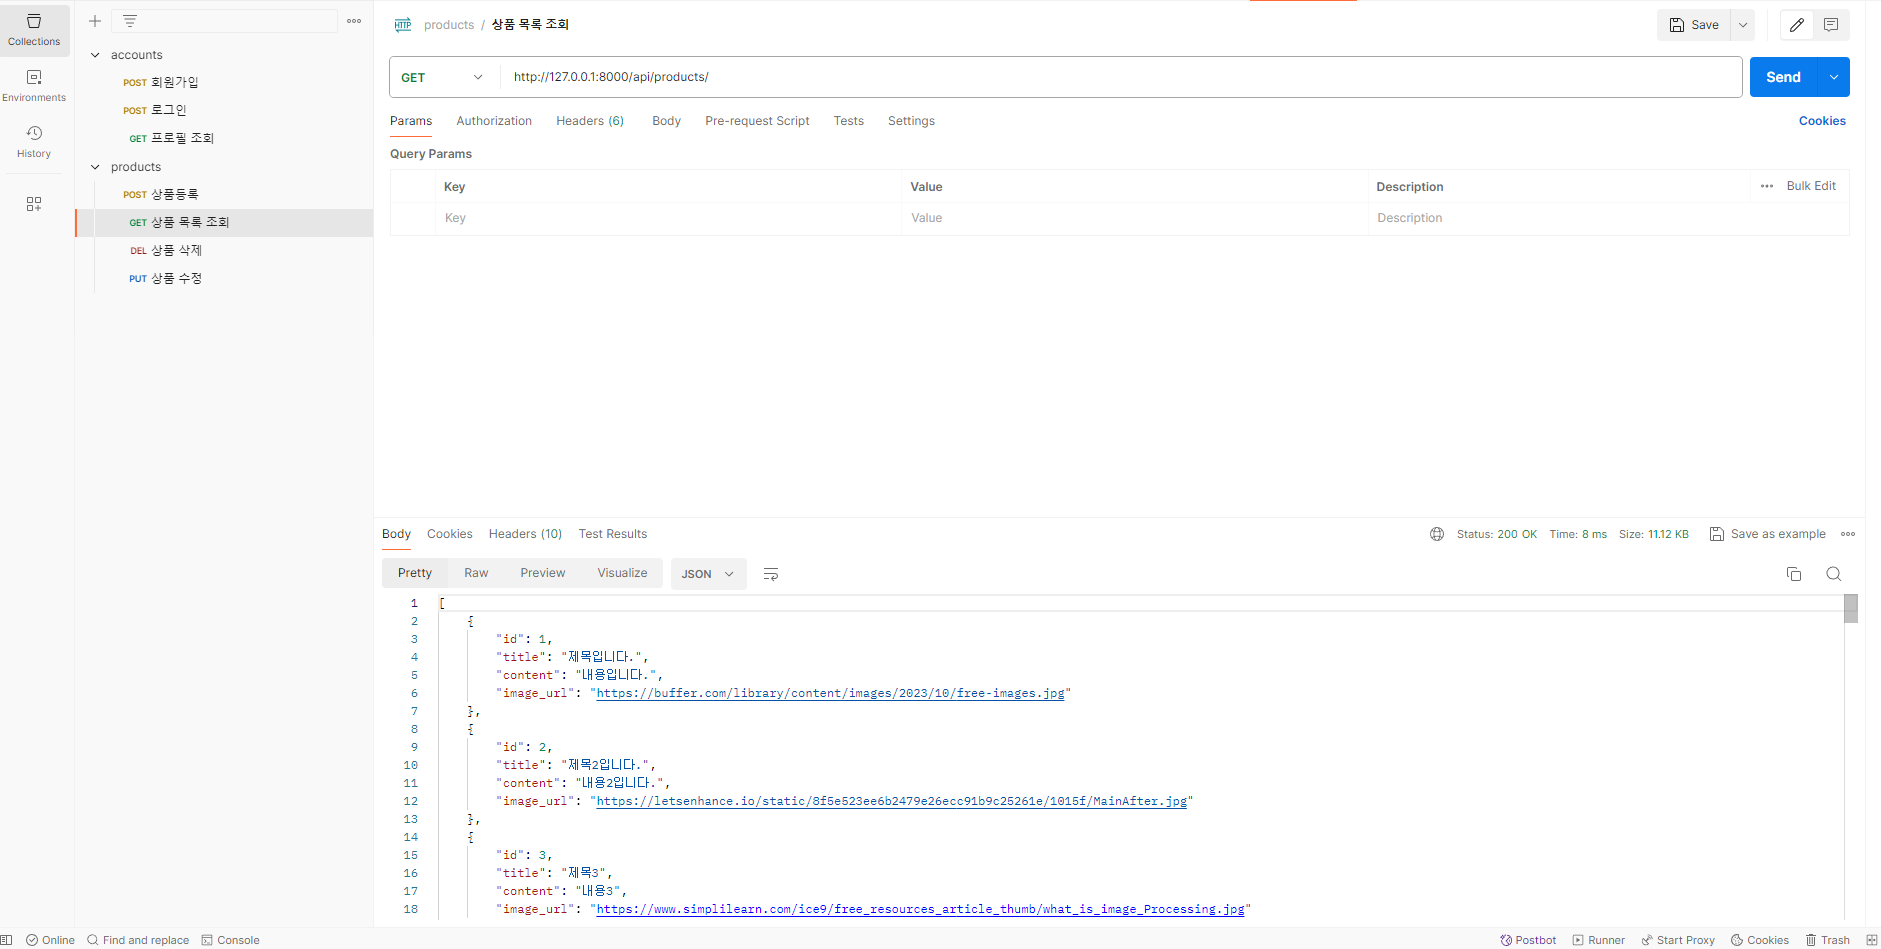 Collections
Environments
History
accounts
POST 회원가입
POST 로그인
GET 프로필 조회
products
POST 상품등록
GET 상품 목록 조회
DEL 상품 삭제
PUT 상품 수정
HTTP products / 상품 목록 조회
Save
GET http://127.0.0.1:8000/api/products/
Send
Params Authorization Headers (6) Body Pre-request Script Tests Settings Cookies
Query Params
Key Value Description Bulk Edit
Key Value Description
Body Cookies Headers (10) Test Results Status: 200 OK Time: 8 ms Size: 11.12 KB Save as example
Pretty Raw Preview Visualize JSON
1 [
2 {
3 "id": 1,
4 "title": "제목입니다.",
5 "content": "내용입니다.",
6 "image_url": "https://buffer.com/library/content/images/2023/10/free-images.jpg"
7 },
8 {
9 "id": 2,
10 "title": "제목2입니다.",
11 "content": "내용2입니다.",
12 "image_url": "https://letsenhance.io/static/8f5e523ee6b2479e26ecc91b9c25261e/1015f/MainAfter.jpg"
13 },
14 {
15 "id": 3,
16 "title": "제목3",
17 "content": "내용3",
18 "image_url": "https://www.simplilearn.com/ice9/free_resources_article_thumb/what_is_image_Processing.jpg"
Online Find and replace Console Postbot Runner Start Proxy Cookies Trash